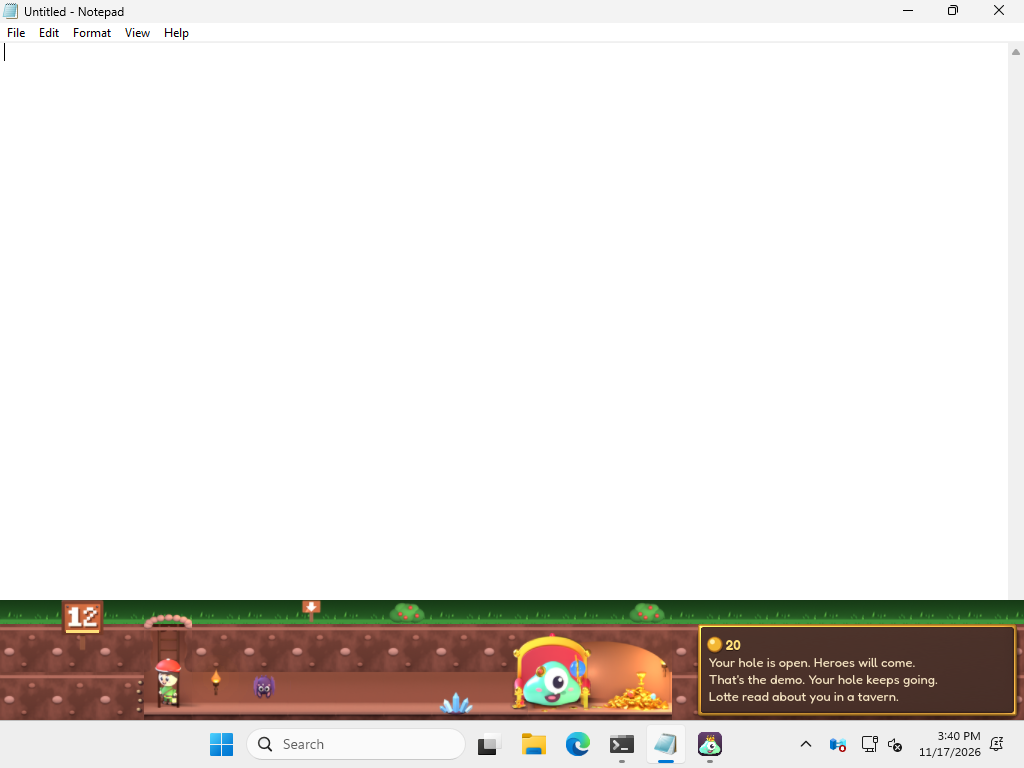 Untitled - Notepad
File Edit Format View Help
12
20
Your hole is open. Heroes will come.
That's the demo. Your hole keeps going.
Lotte read about you in a tavern.
Search
3:40 PM
11/17/2026